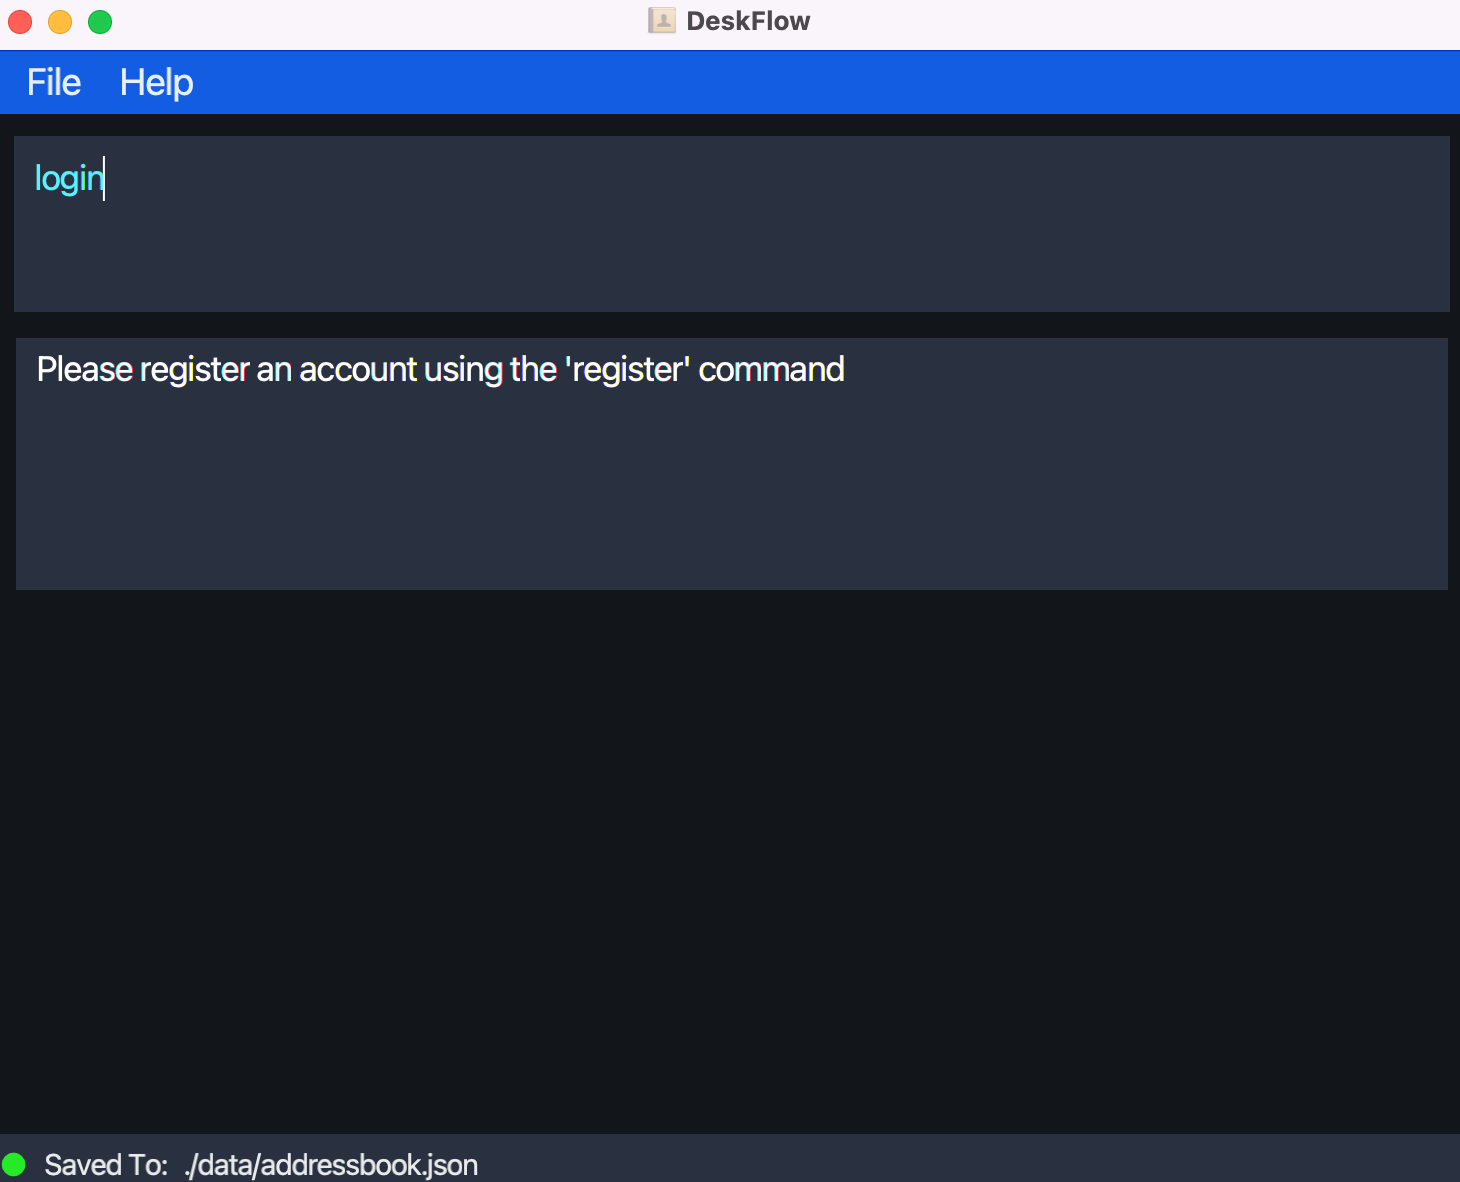 DeskFlow
File Help
login
Please register an account using the 'register' command
Saved To: ./data/addressbook.json